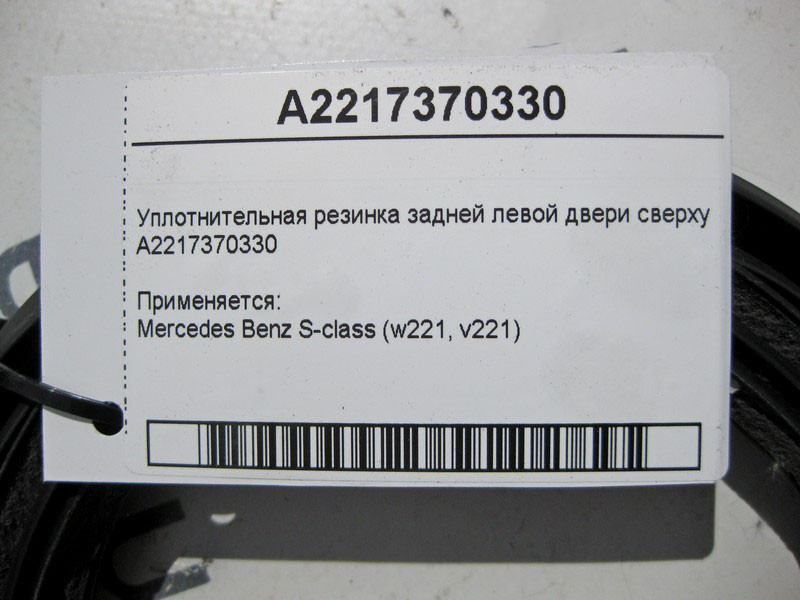 A2217370330
Уплотнительная резинка задней левой двери сверху
A2217370330
Применяется:
Mercedes Benz S-class (w221, v221)